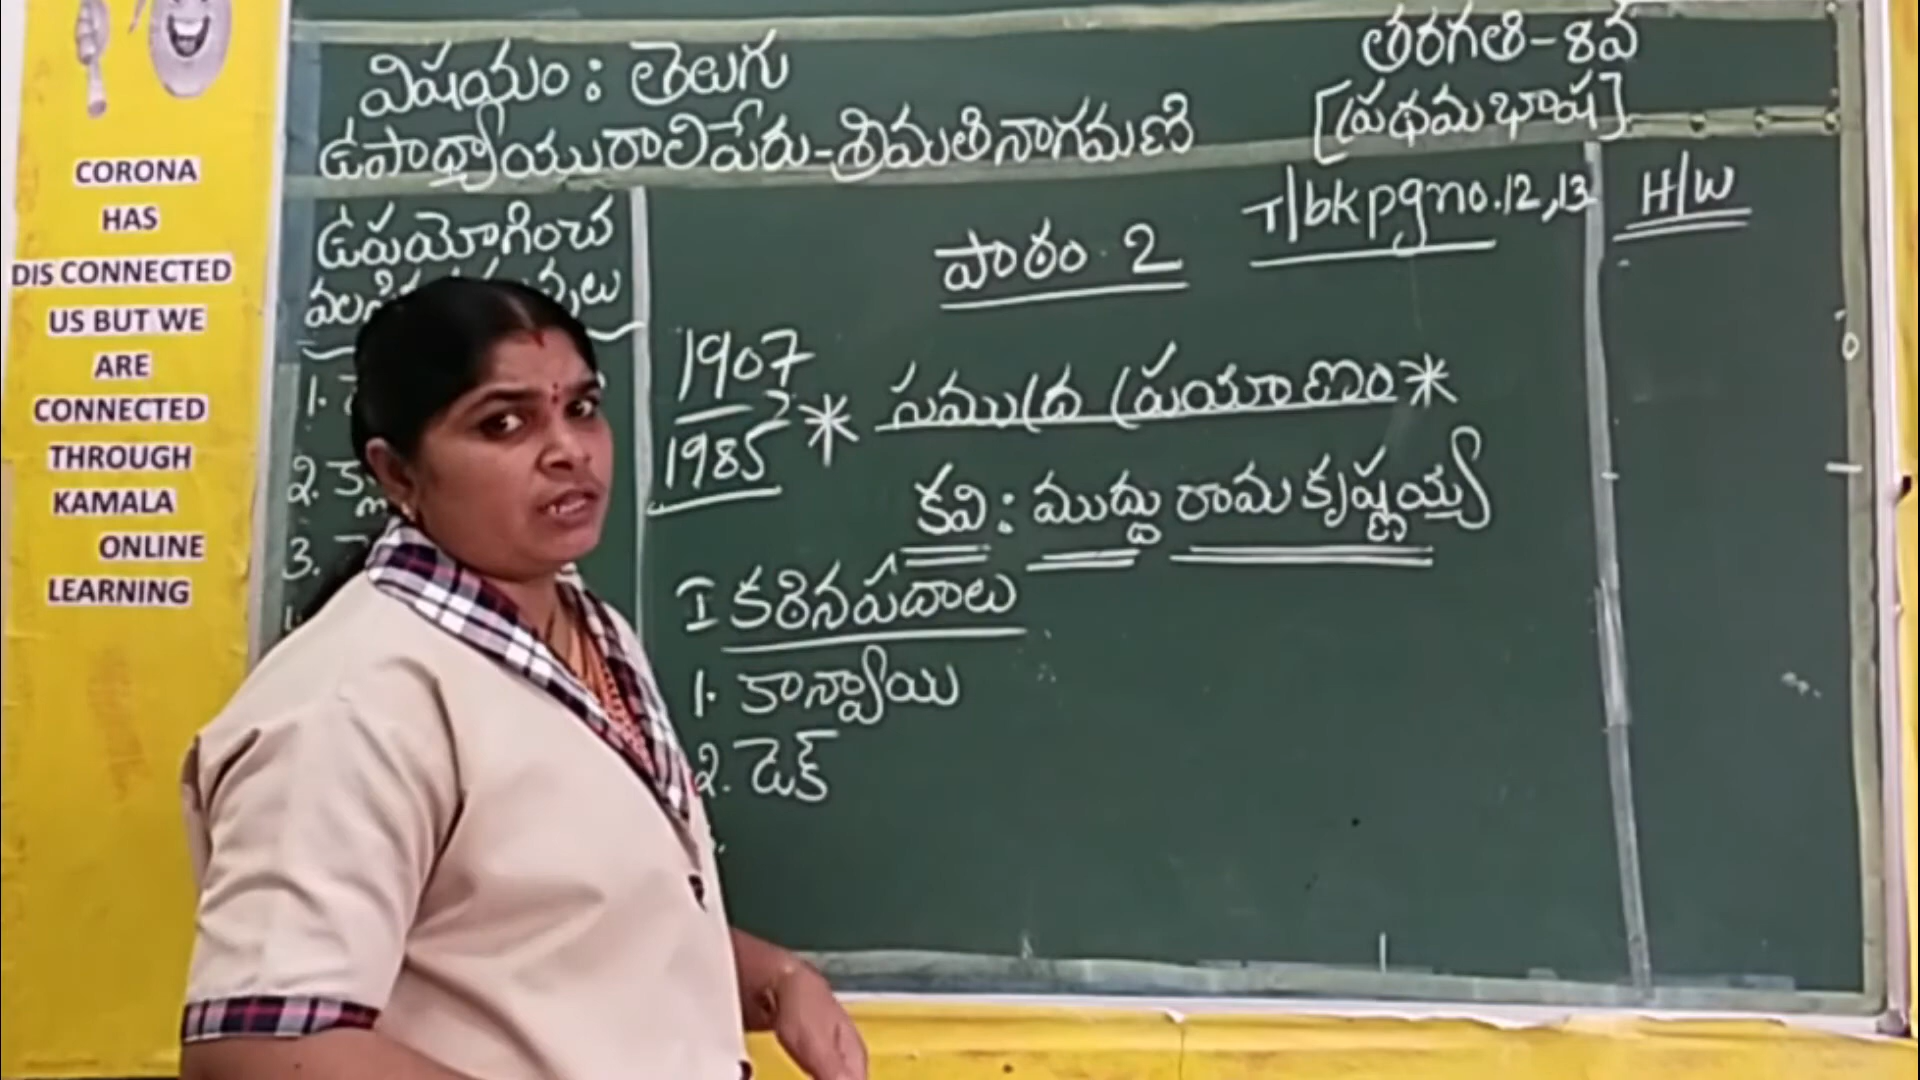 CORONA
HAS
DIS CONNECTED
US BUT WE
ARE
CONNECTED
THROUGH
KAMALA
ONLINE
LEARNING
విషయం : తెలుగు
ఉపాధ్యాయురాలిపేరు-శ్రీమతి నాగమణి
తరగతి-8వ
[ప్రథమ భాష]
ఉపయోగించ
1.
2.
3.
T/bk pg no.12,13
H/W
పాఠం 2
1907
1985
* సముద్ర ప్రయాణం *
కవి : ముద్దు రామకృష్ణయ్య
I కఠినపదాలు
1. కాన్వాయి
2. డెక్